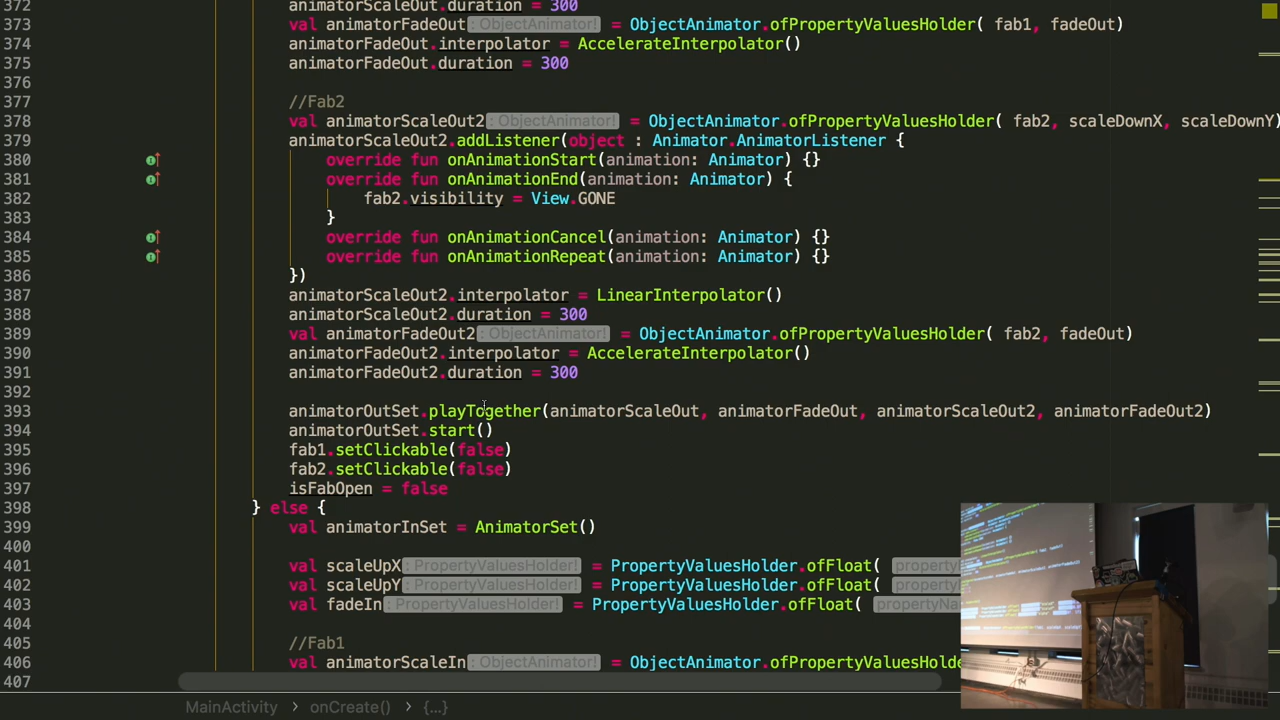 372 animatorScaleOut.duration = 300
373 val animatorFadeOut : ObjectAnimator! = ObjectAnimator.ofPropertyValuesHolder( fab1, fadeOut)
374 animatorFadeOut.interpolator = AccelerateInterpolator()
375 animatorFadeOut.duration = 300
376
377 //Fab2
378 val animatorScaleOut2 : ObjectAnimator! = ObjectAnimator.ofPropertyValuesHolder( fab2, scaleDownX, scaleDownY)
379 animatorScaleOut2.addListener(object : Animator.AnimatorListener {
380 override fun onAnimationStart(animation: Animator) {}
381 override fun onAnimationEnd(animation: Animator) {
382 fab2.visibility = View.GONE
383 }
384 override fun onAnimationCancel(animation: Animator) {}
385 override fun onAnimationRepeat(animation: Animator) {}
386 })
387 animatorScaleOut2.interpolator = LinearInterpolator()
388 animatorScaleOut2.duration = 300
389 val animatorFadeOut2 : ObjectAnimator! = ObjectAnimator.ofPropertyValuesHolder( fab2, fadeOut)
390 animatorFadeOut2.interpolator = AccelerateInterpolator()
391 animatorFadeOut2.duration = 300
392
393 animatorOutSet.playTogether(animatorScaleOut, animatorFadeOut, animatorScaleOut2, animatorFadeOut2)
394 animatorOutSet.start()
395 fab1.setClickable(false)
396 fab2.setClickable(false)
397 isFabOpen = false
398 } else {
399 val animatorInSet = AnimatorSet()
400
401 val scaleUpX : PropertyValuesHolder! = PropertyValuesHolder.ofFloat(
402 val scaleUpY : PropertyValuesHolder! = PropertyValuesHolder.ofFloat(
403 val fadeIn : PropertyValuesHolder! = PropertyValuesHolder.ofFloat(
404
405 //Fab1
406 val animatorScaleIn : ObjectAnimator! = ObjectAnimator.ofPropertyValuesHolde
407
MainActivity › onCreate() › {...}